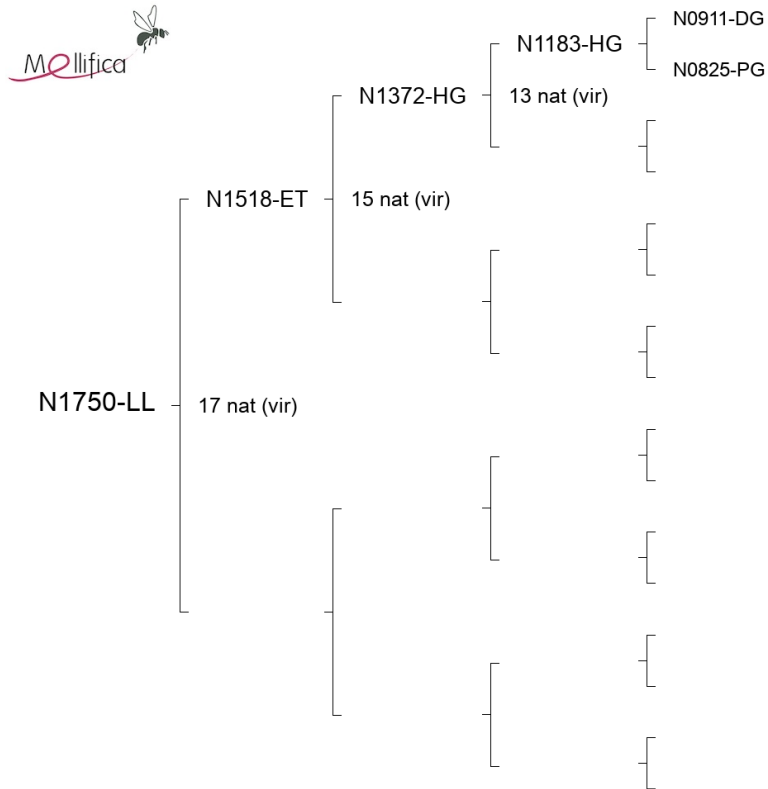 Mellifica
N0911-DG
N1183-HG
N0825-PG
N1372-HG
13 nat (vir)
N1518-ET
15 nat (vir)
N1750-LL
17 nat (vir)